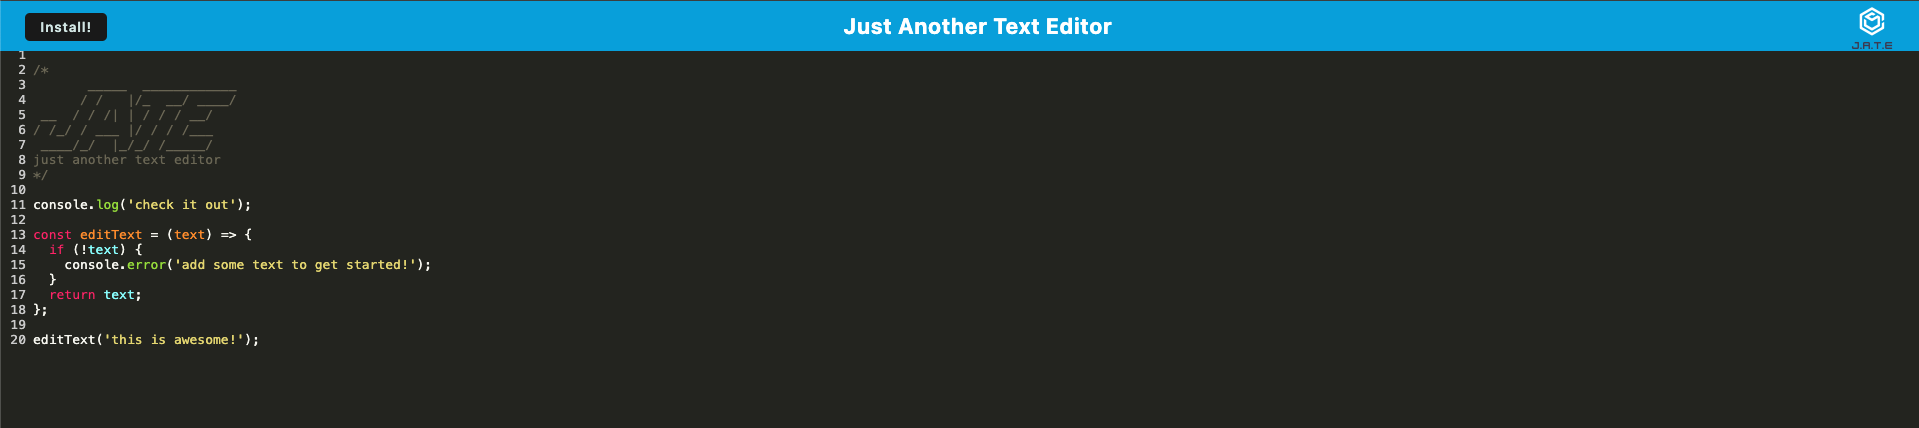 Install!
Just Another Text Editor
J.A.T.E
1
2 /*
3        _____  ____________
4       / /   |/_  __/ ____/
5  __  / / /| | / / / __/
6 / /_/ / ___ |/ / / /___
7  ____/_/  |_/_/ /_____/
8 just another text editor
9 */
10
11 console.log('check it out');
12
13 const editText = (text) => {
14   if (!text) {
15     console.error('add some text to get started!');
16   }
17   return text;
18 };
19
20 editText('this is awesome!');